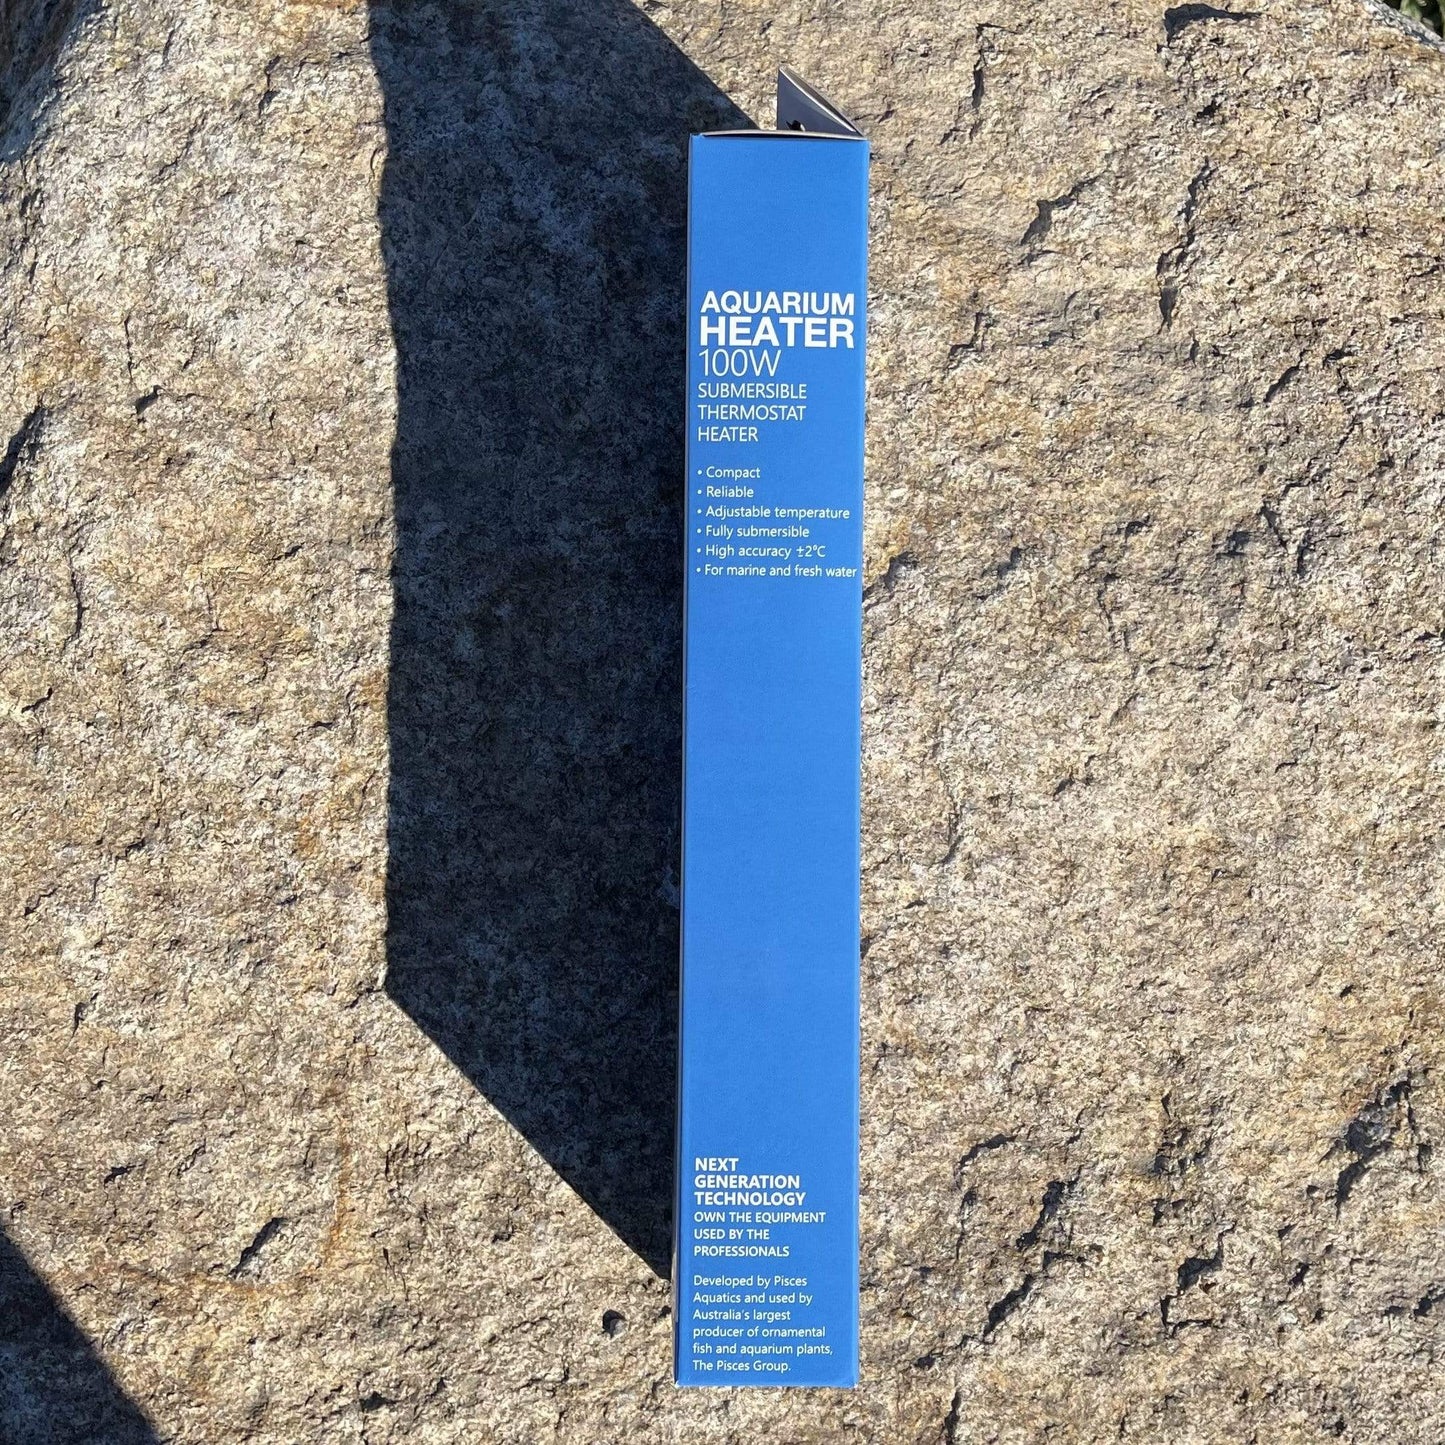 AQUARIUM
HEATER
100W
SUBMERSIBLE
THERMOSTAT
HEATER
• Compact
• Reliable
• Adjustable temperature
• Fully submersible
• High accuracy ±2°C
• For marine and fresh water
NEXT
GENERATION
TECHNOLOGY
OWN THE EQUIPMENT
USED BY THE
PROFESSIONALS
Developed by Pisces
Aquatics and used by
Australia's largest
producer of ornamental
fish and aquarium plants,
The Pisces Group.